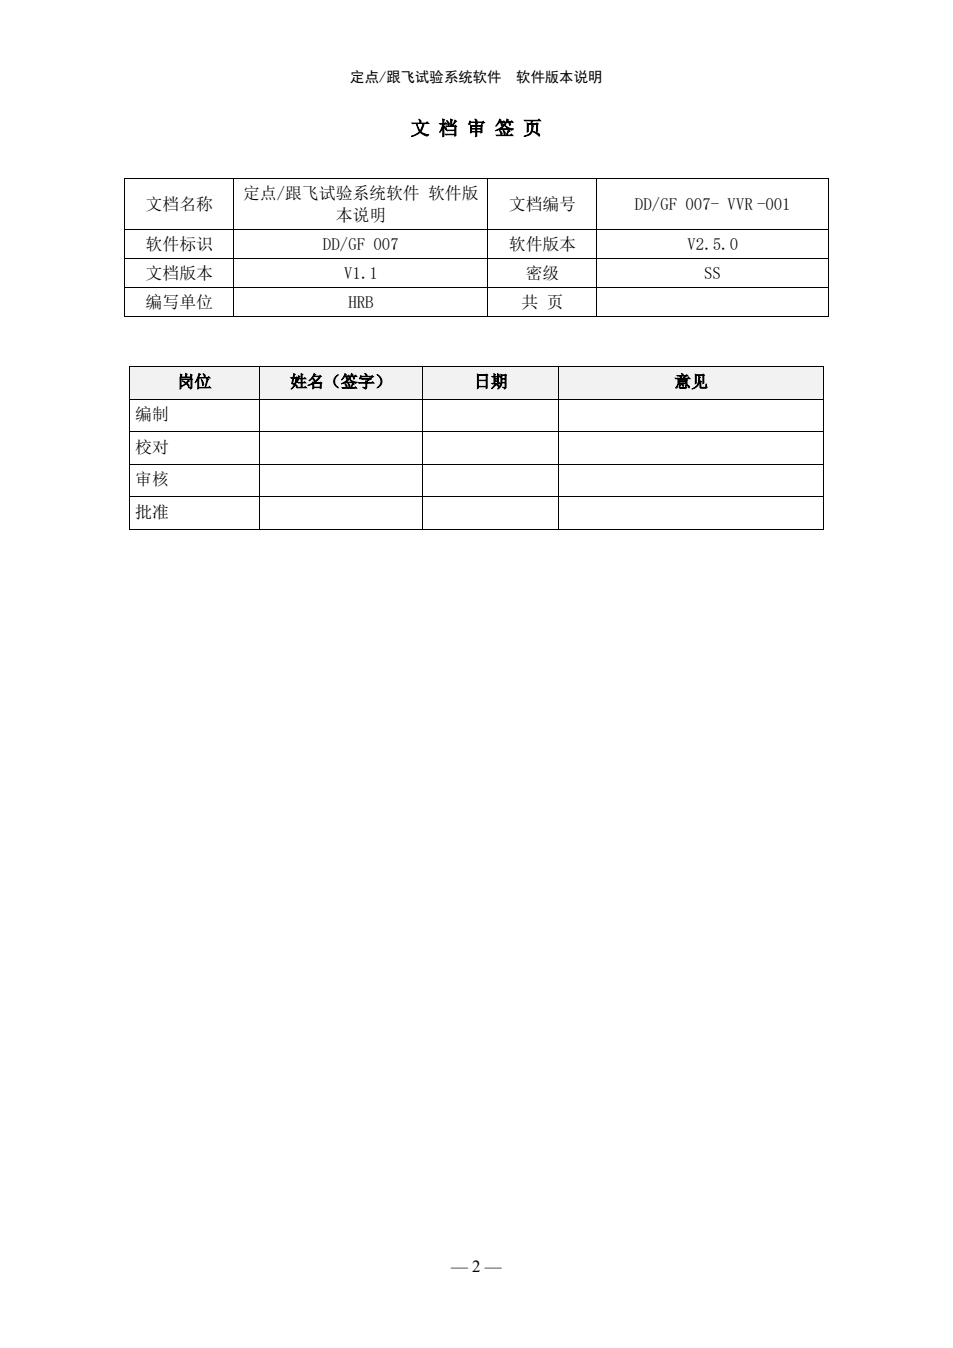 定点/跟飞试验系统软件 软件版本说明
文 档 审 签 页
文档名称 定点/跟飞试验系统软件 软件版本说明 文档编号 DD/GF 007- VVR -001
软件标识 DD/GF 007 软件版本 V2.5.0
文档版本 V1.1 密级 SS
编写单位 HRB 共 页
岗位 姓名（签字） 日期 意见
编制
校对
审核
批准
— 2 —